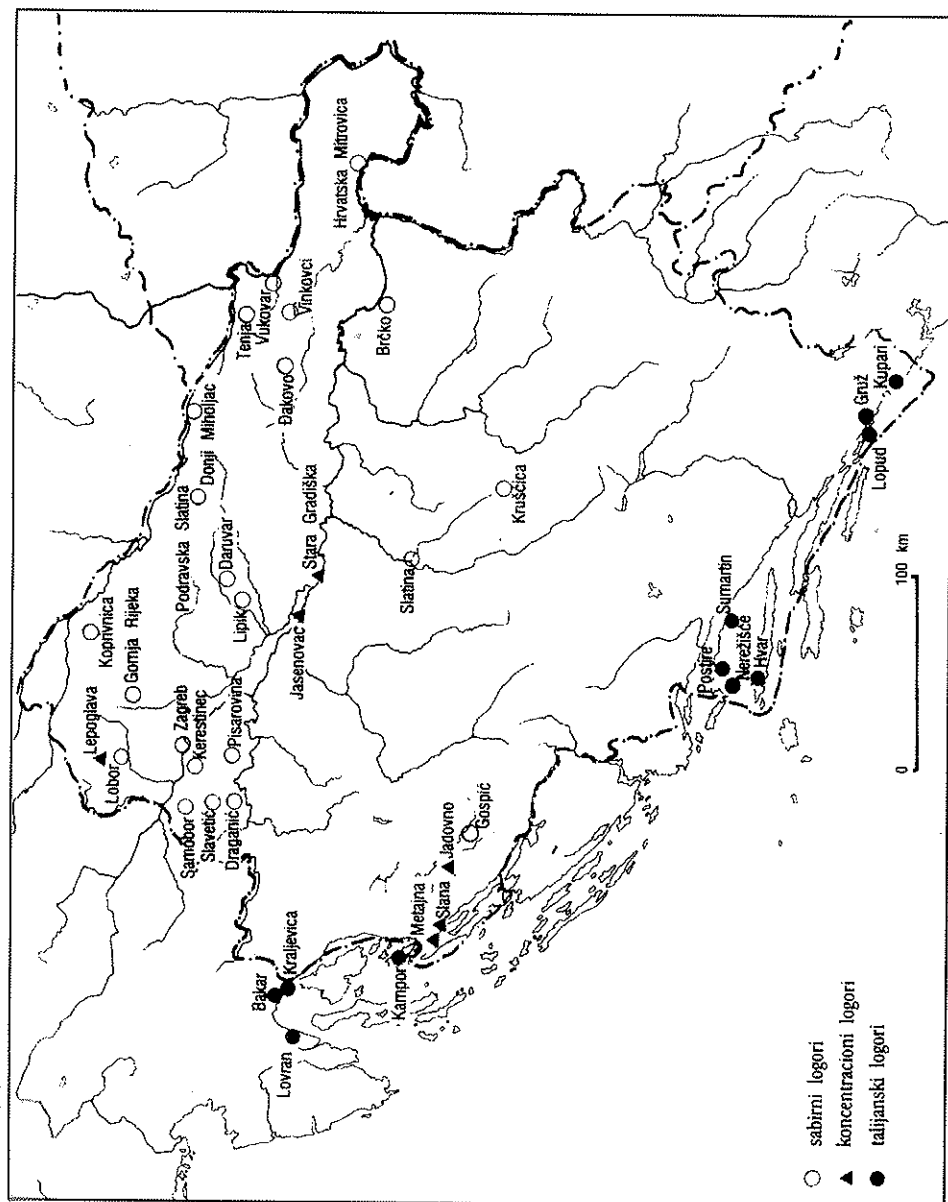 Lepoglava
Lobor
Koprivnica
Gornja Rijeka
Zagreb
Kerestinec
Samobor
Slavetić
Draganić
Pisarovina
Podravska Slatina
Donji Miholjac
Daruvar
Lipik
Tenja
Vukovar
Vinkovci
Đakovo
Hrvatska Mitrovica
Brčko
Jasenovac
Stara Gradiška
Slatina
Kruščica
Bakar
Kraljevica
Lovran
Kampor
Metajna
Slana
Jadovno
Gospić
(Postire
Nerežišće
Sumartin
Hvar
Lopud
Gruž
Kupari
0 100 km
sabirni logori
koncentracioni logori
talijanski logori